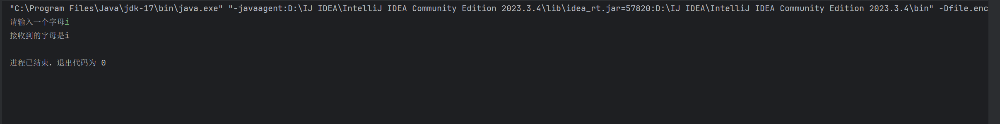 "C:\Program Files\Java\jdk-17\bin\java.exe" "-javaagent:D:\IJ IDEA\IntelliJ IDEA Community Edition 2023.3.4\lib\idea_rt.jar=57820:D:\IJ IDEA\IntelliJ IDEA Community Edition 2023.3.4\bin" -Dfile.enc
请输入一个字母i
接收到的字母是i
进程已结束，退出代码为 0